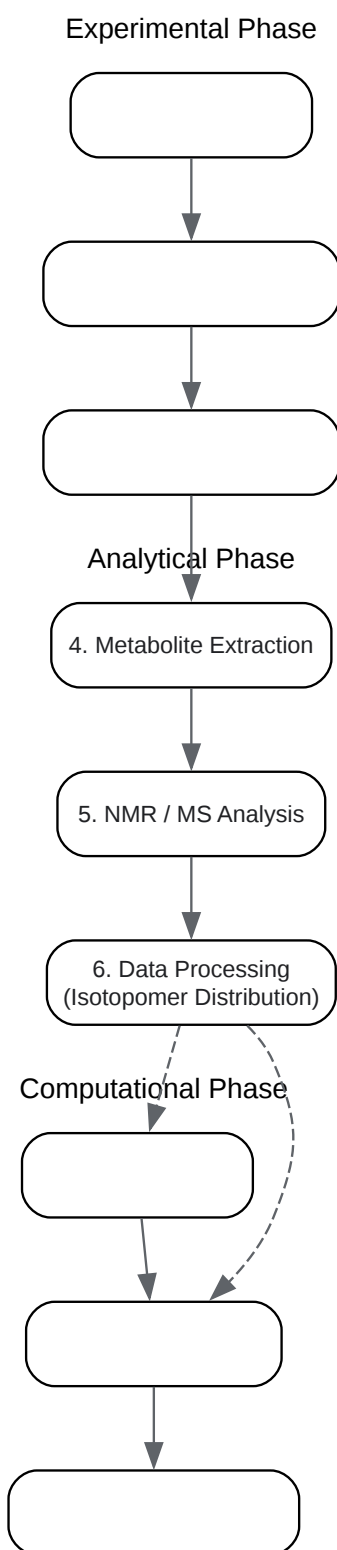 Experimental Phase
Analytical Phase
4. Metabolite Extraction
5. NMR / MS Analysis
6. Data Processing
(Isotopomer Distribution)
Computational Phase